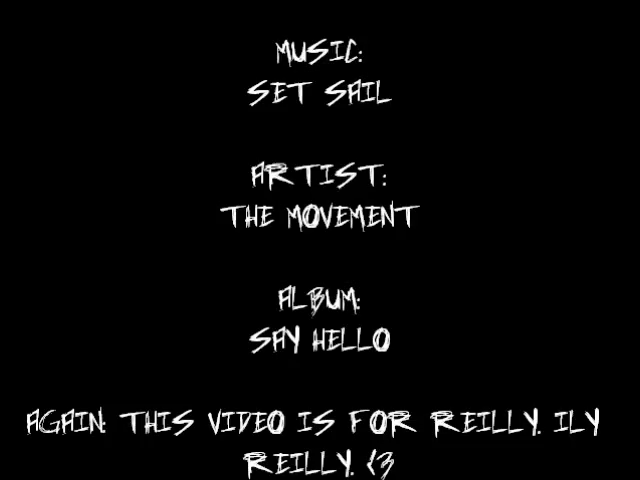 MUSIC:
SET SAIL
ARTIST:
THE MOVEMENT
ALBUM:
SAY HELLO
AGAIN: THIS VIDEO IS FOR REILLY. ILY
REILLY. <3